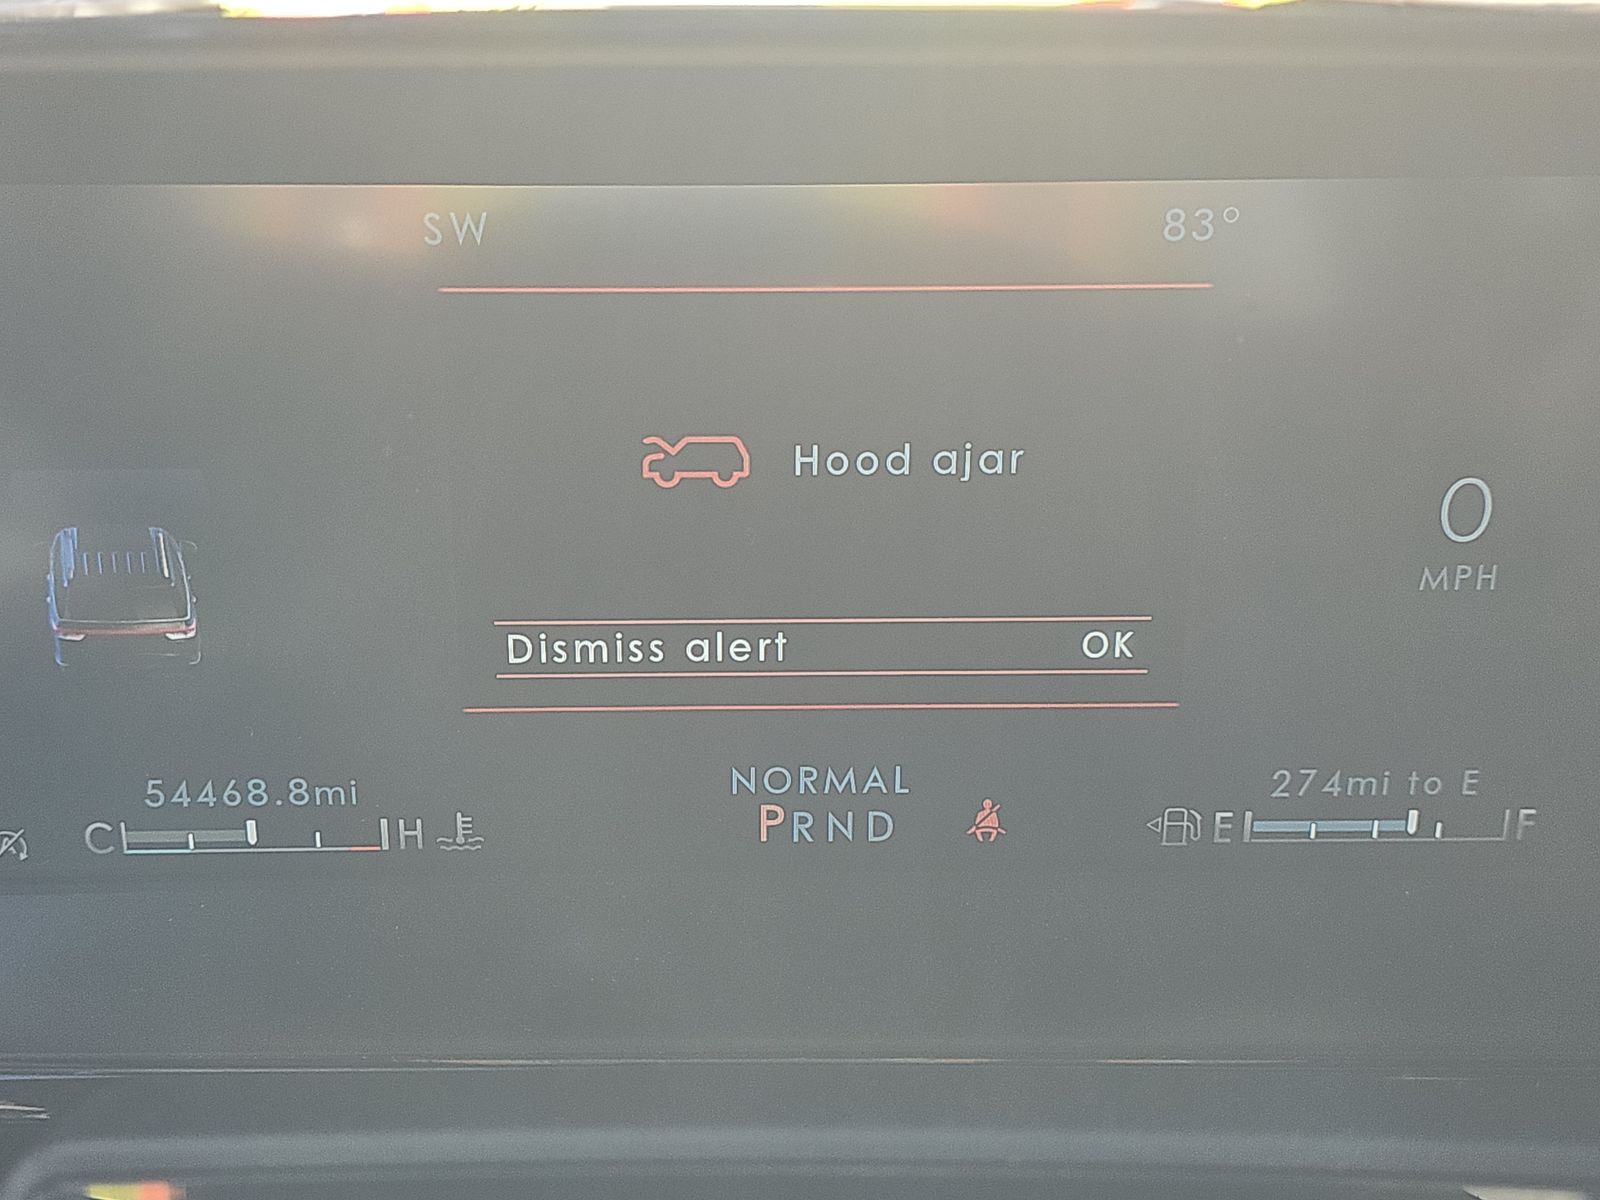 SW 83°
Hood ajar
0
MPH
Dismiss alert OK
54468.8mi
NORMAL
274mi to E
C H
PRND
E F